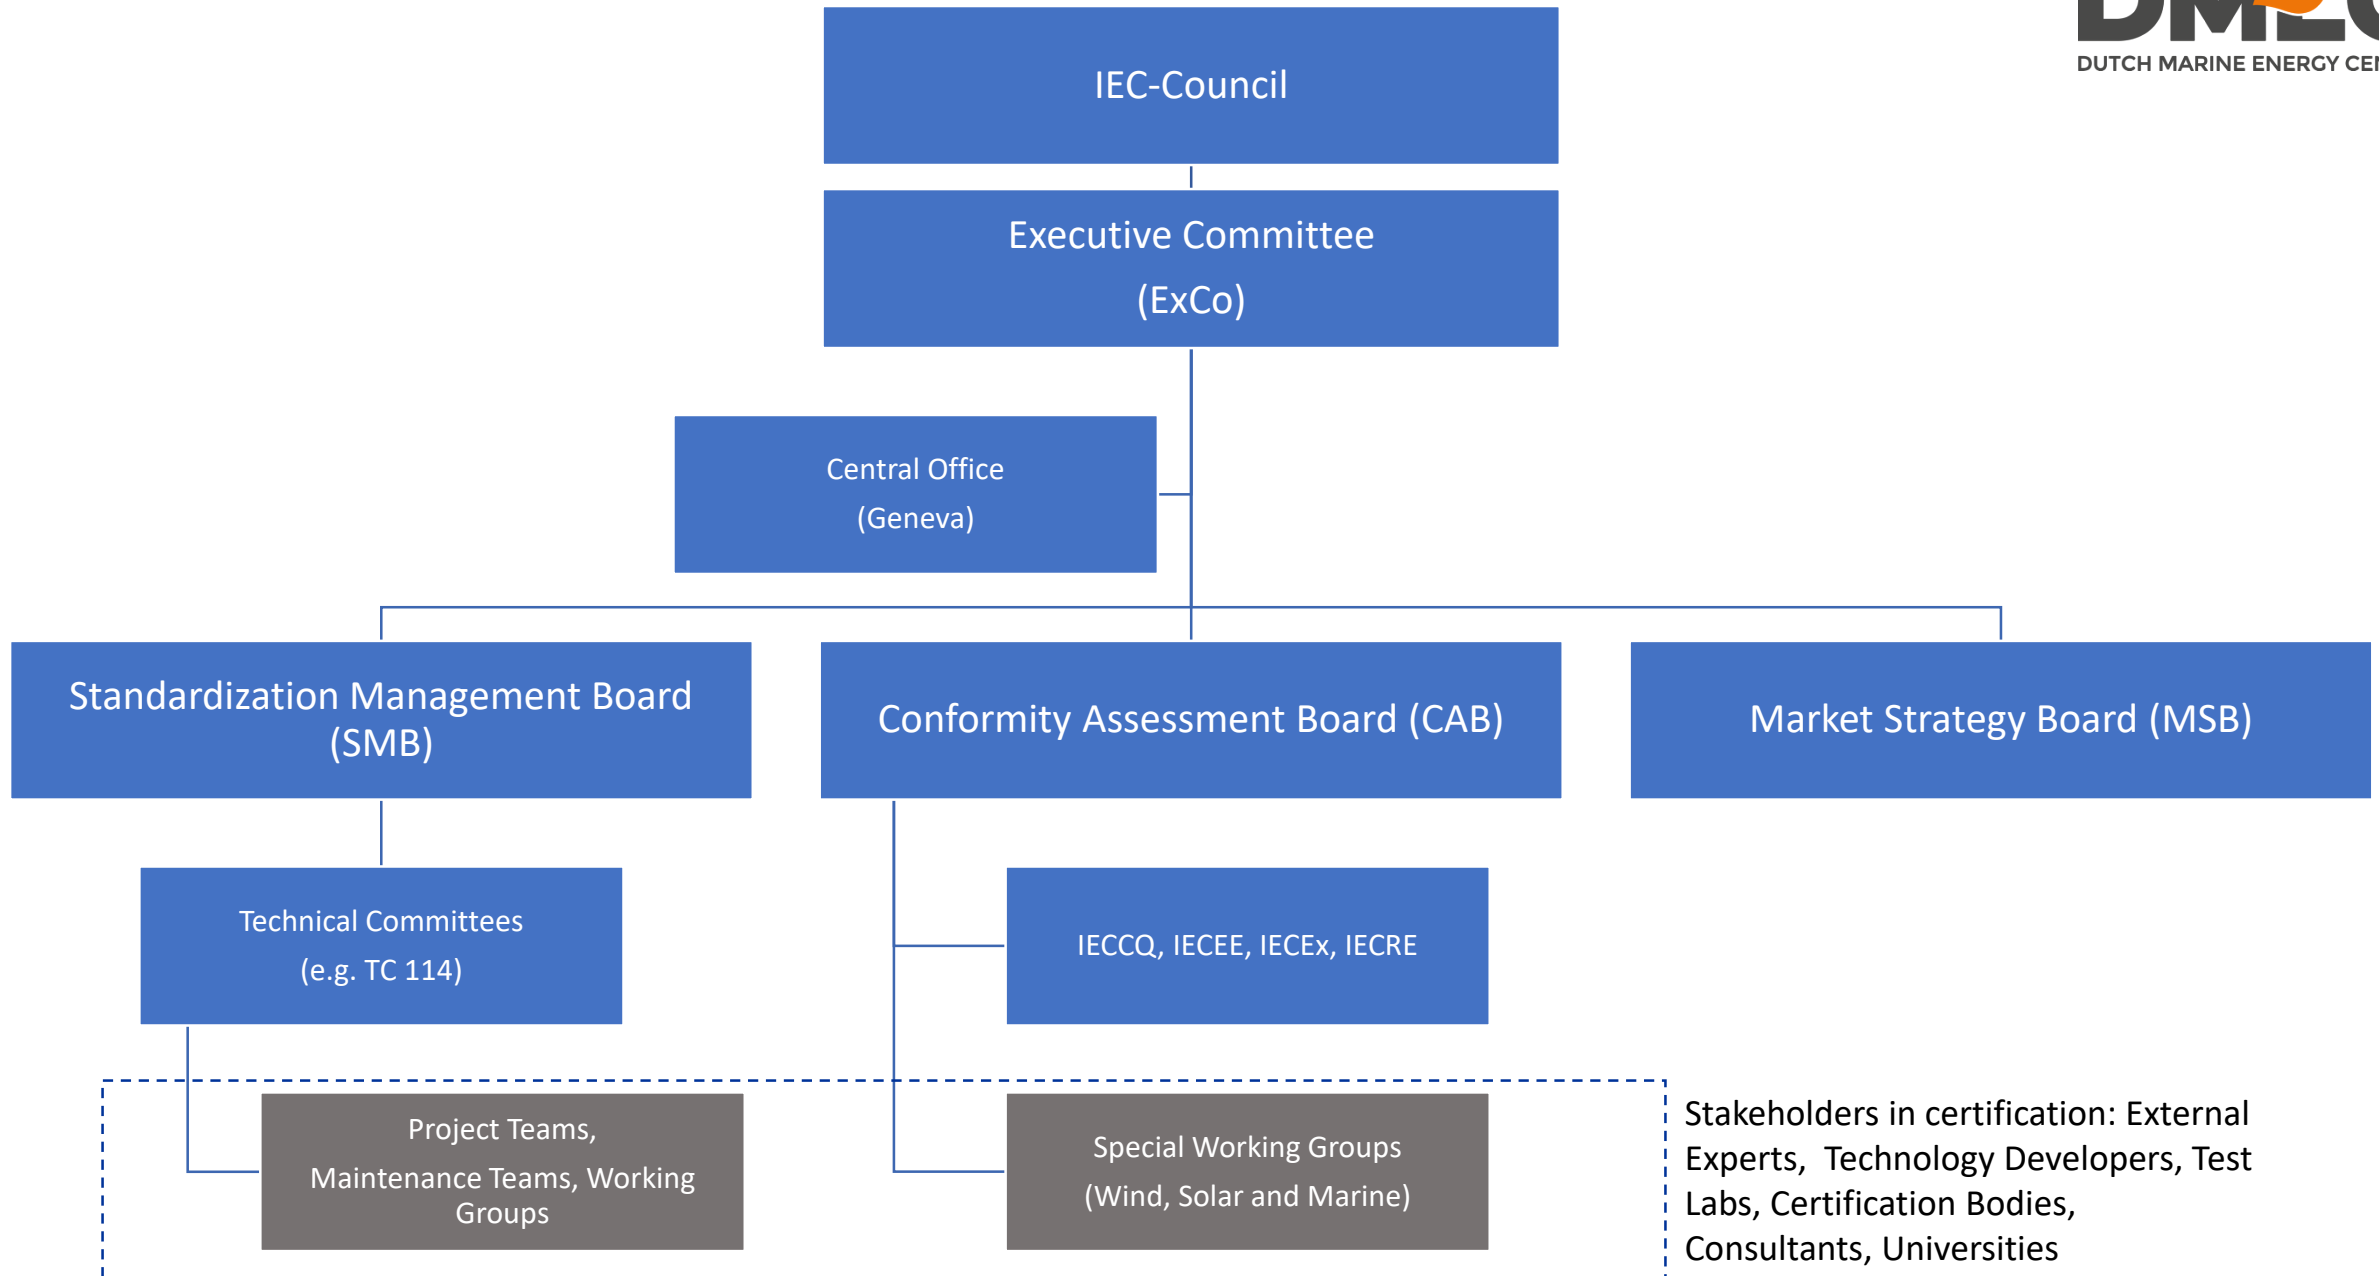 DUTCH MARINE ENERGY
IEC-Council
Executive Committee
(ExCo)
Central Office
(Geneva)
Standardization Management Board
(SMB)
Conformity Assessment Board (CAB)
Market Strategy Board (MSB)
Technical Committees
(e.g. TC 114)
IECCQ, IECEE, IECEx, IECRE
Project Teams,
Maintenance Teams, Working
Groups
Special Working Groups
(Wind, Solar and Marine)
Stakeholders in certification: External
Experts, Technology Developers, Test
Labs, Certification Bodies,
Consultants, Universities